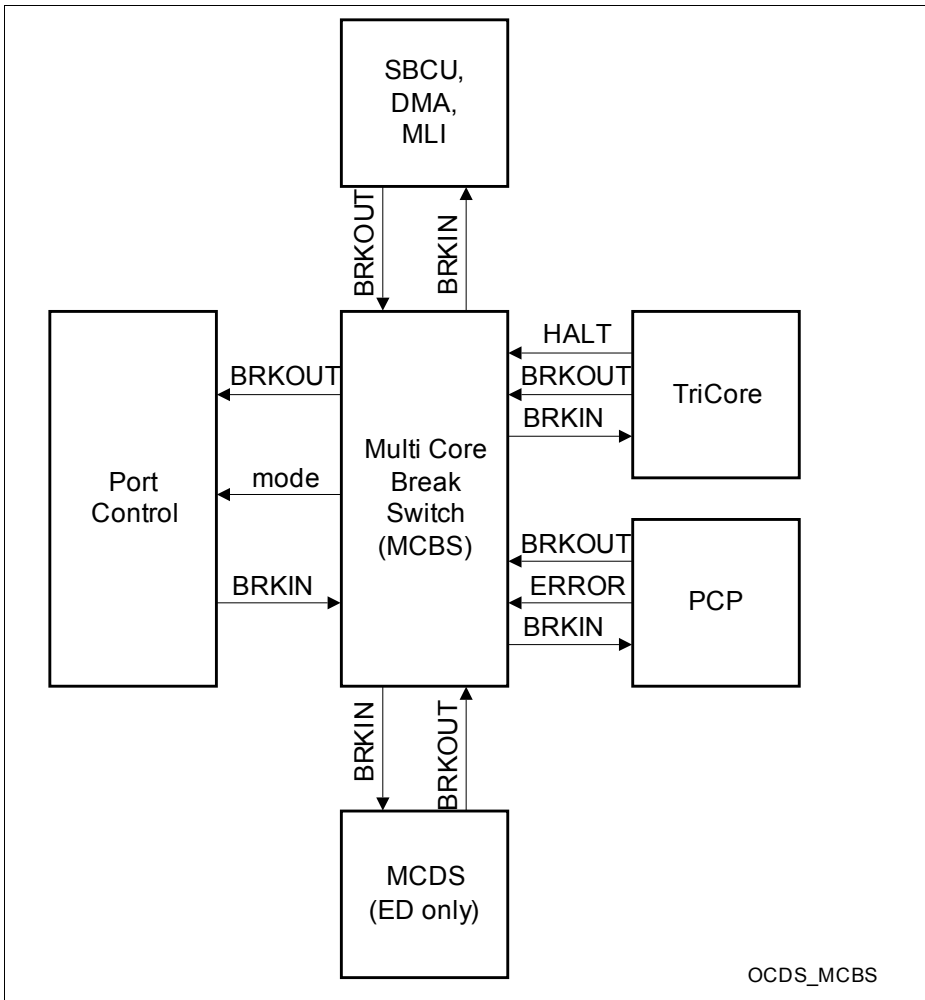 SBCU,
DMA,
MLI
BRKOUT
BRKIN
HALT
BRKOUT
BRKOUT
TriCore
BRKIN
Multi Core
Break
Switch
(MCBS)
mode
Port
Control
BRKOUT
BRKIN
ERROR
PCP
BRKIN
BRKIN
BRKOUT
MCDS
(ED only)
OCDS_MCBS